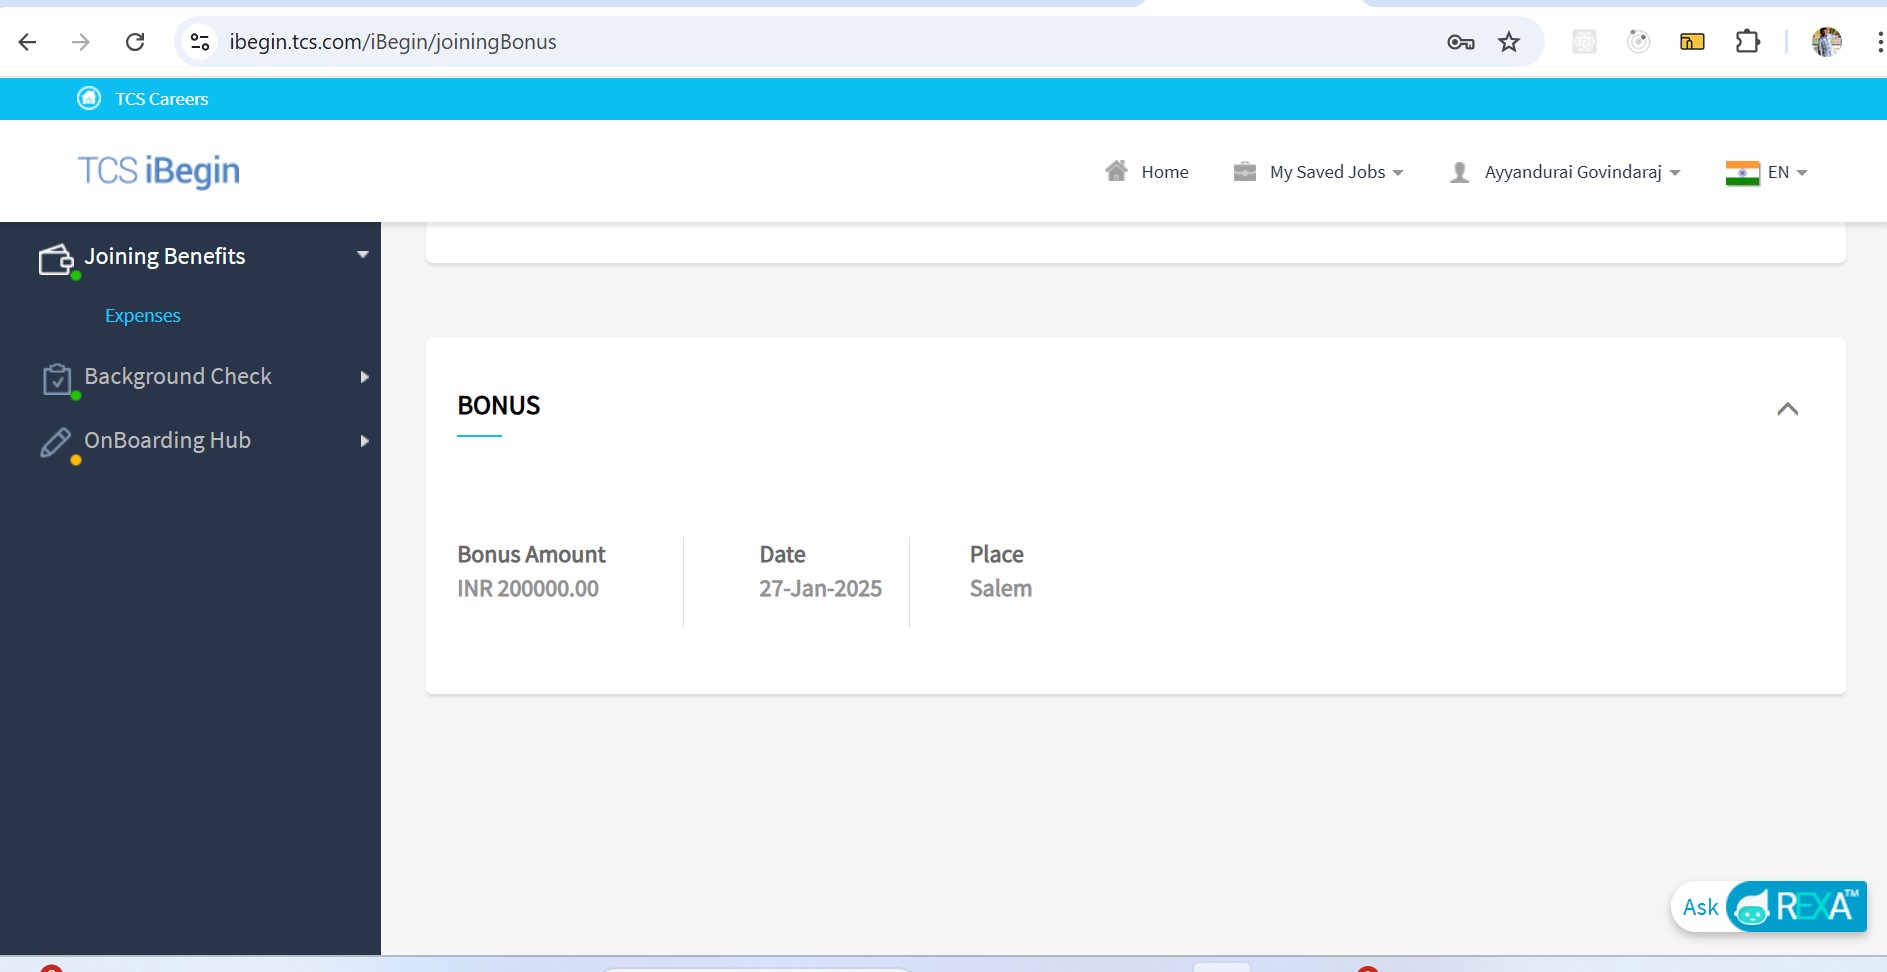 ibegin.tcs.com/iBegin/joiningBonus
TCS Careers
TCS iBegin
Home
My Saved Jobs
Ayyandurai Govindaraj
EN
Joining Benefits
Expenses
Background Check
OnBoarding Hub
BONUS
Bonus Amount Date Place
INR 200000.00 27-Jan-2025 Salem
Ask REXA™